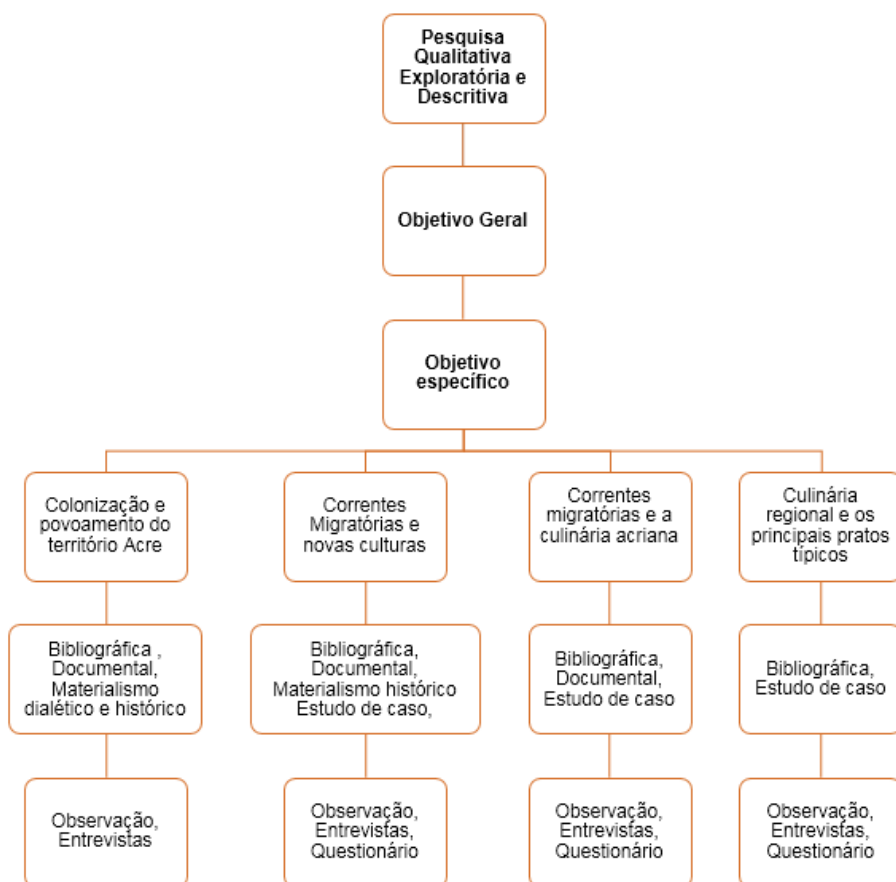 Pesquisa
Qualitativa
Exploratória e
Descritiva
Objetivo Geral
Objetivo
específico
Colonização e
povoamento do
território Acre
Correntes
Migratórias e
novas culturas
Correntes
migratórias e a
culinária acriana
Culinária
regional e os
principais pratos
típicos
Bibliográfica ,
Documental,
Materialismo
dialético e histórico
Bibliográfica,
Documental,
Materialismo histórico
Estudo de caso,
Bibliográfica,
Documental,
Estudo de caso
Bibliográfica,
Estudo de caso
Observação,
Entrevistas
Observação,
Entrevistas,
Questionário
Observação,
Entrevistas,
Questionário
Observação,
Entrevistas,
Questionário